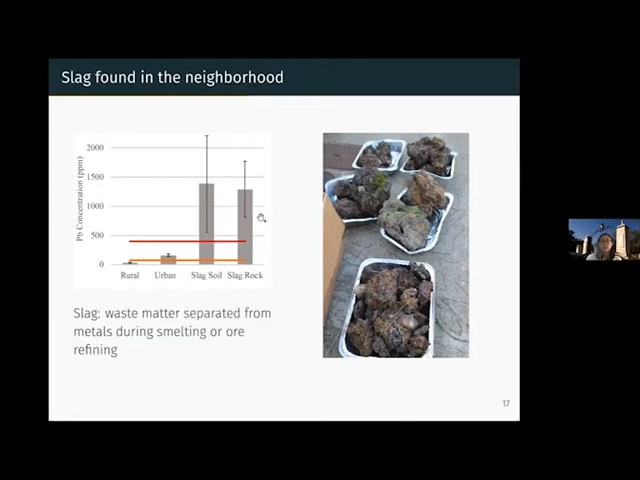 Slag found in the neighborhood
Pb Concentration (ppm)
2000
1500
1000
500
0
Rural Urban Slag Soil Slag Rock
Slag: waste matter separated from
metals during smelting or ore
refining
17